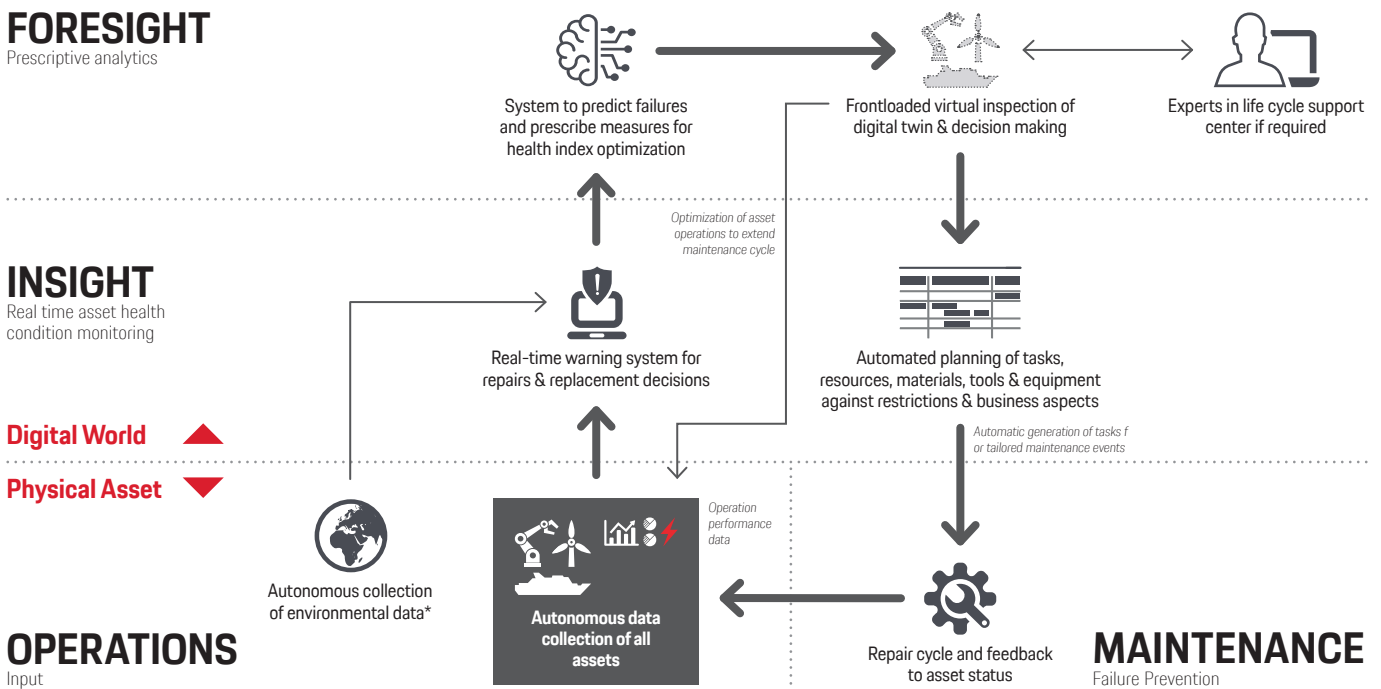 FORESIGHT
Prescriptive analytics
System to predict failures
and prescribe measures for
health index optimization
Frontloaded virtual inspection of
digital twin & decision making
Experts in life cycle support
center if required
Optimization of asset
operations to extend
maintenance cycle
INSIGHT
Real time asset health
condition monitoring
Real-time warning system for
repairs & replacement decisions
Automated planning of tasks,
resources, materials, tools & equipment
against restrictions & business aspects
Automatic generation of tasks f
or tailored maintenance events
Digital World
Physical Asset
Autonomous collection
of environmental data*
Operation
performance
data
Autonomous data
collection of all
assets
Repair cycle and feedback
to asset status
OPERATIONS
Input
MAINTENANCE
Failure Prevention